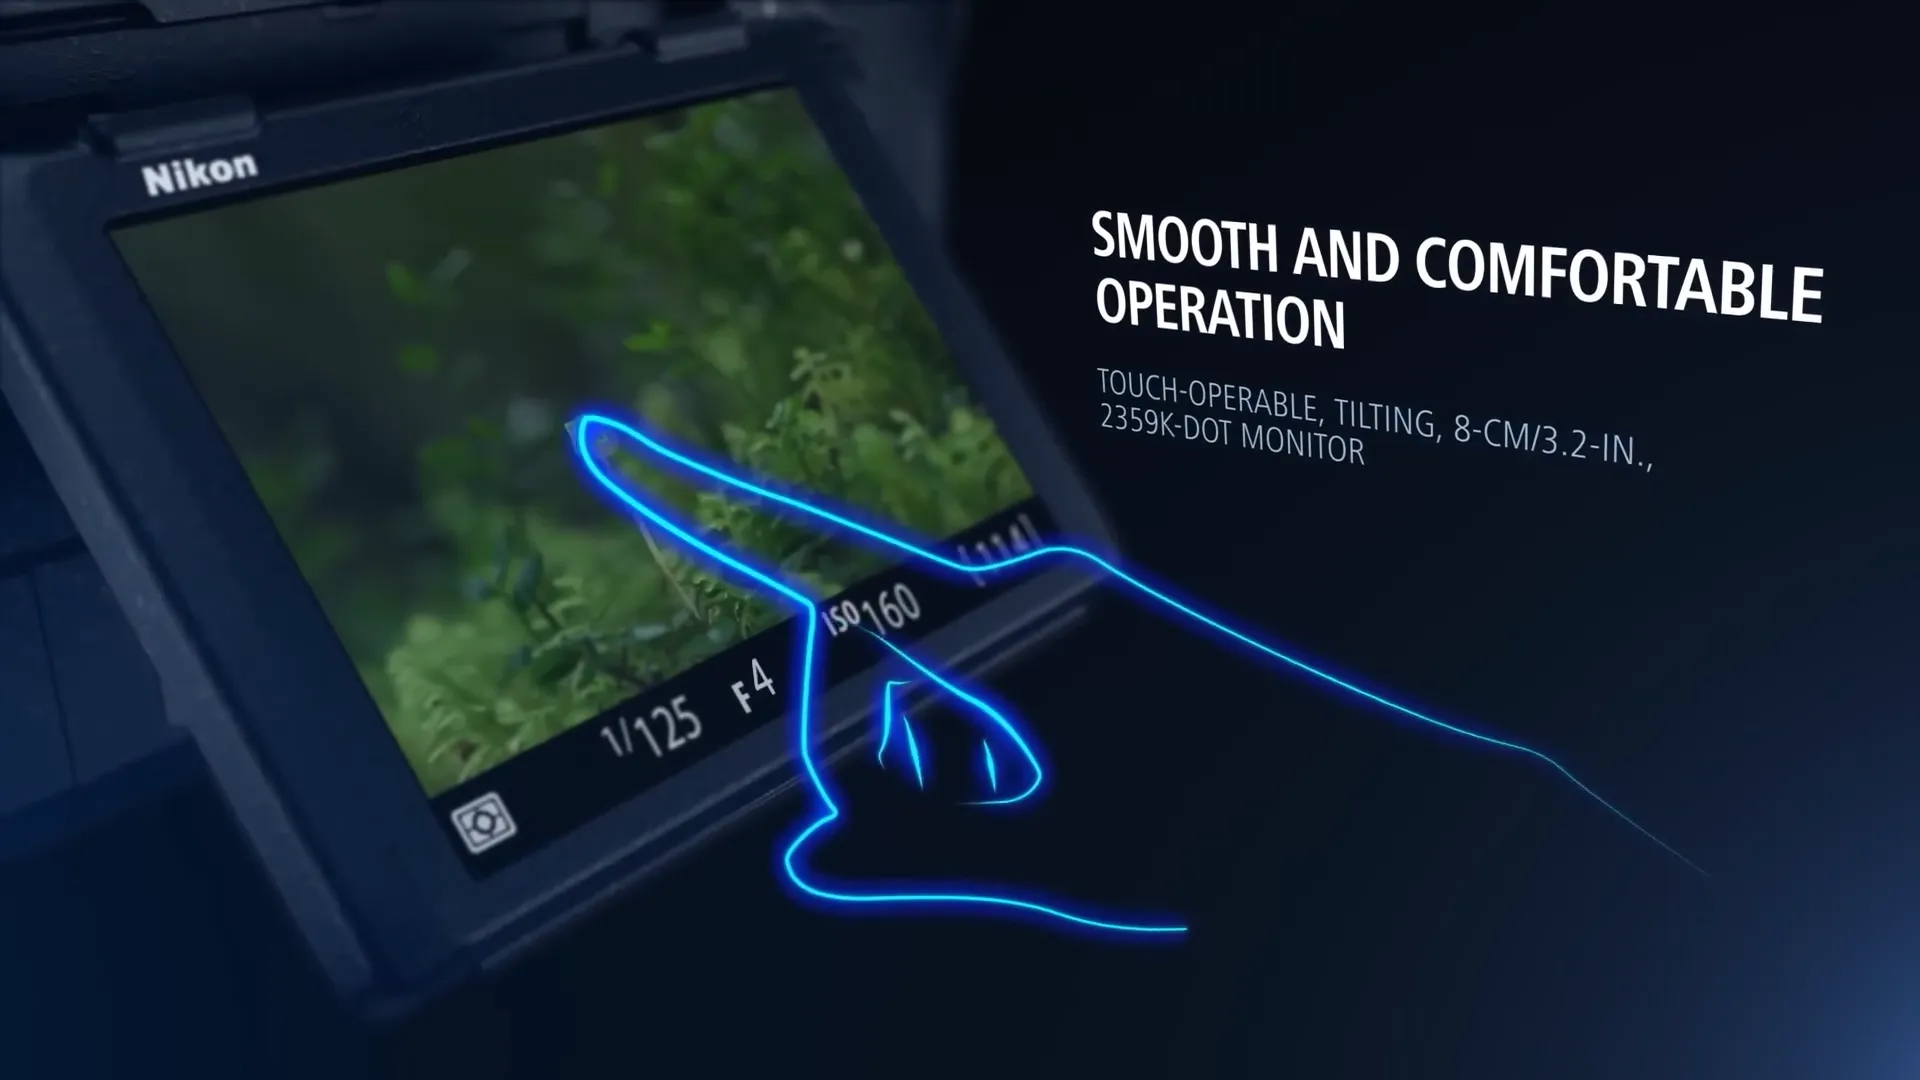 Nikon
SMOOTH AND COMFORTABLE
OPERATION
TOUCH-OPERABLE, TILTING, 8-CM/3.2-IN.,
2359K-DOT MONITOR
1/125 F4 ISO 160 [114]